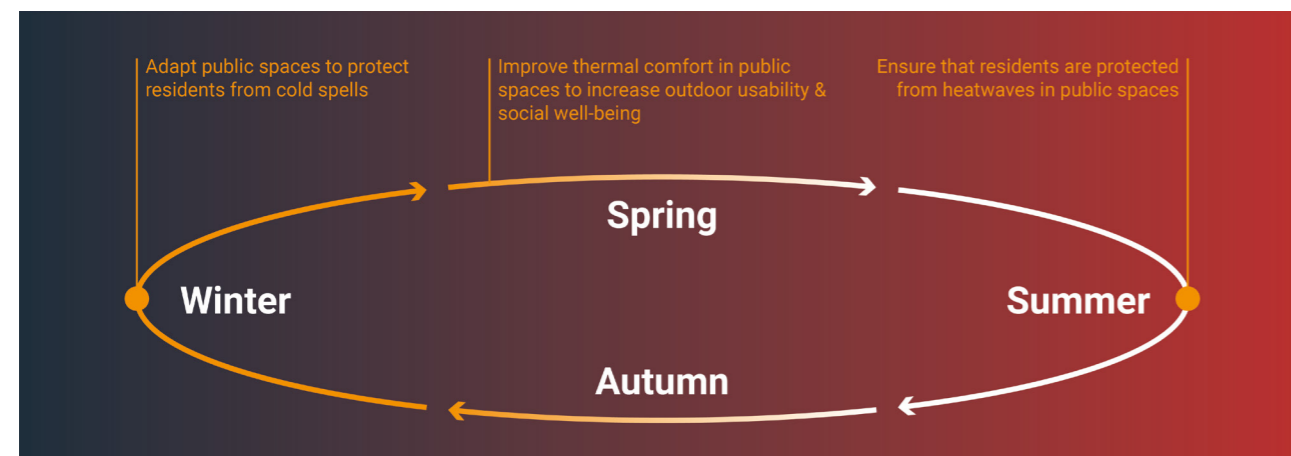 Adapt public spaces to protect
residents from cold spells
Improve thermal comfort in public
spaces to increase outdoor usability &
social well-being
Ensure that residents are protected
from heatwaves in public spaces
Spring
Winter
Summer
Autumn